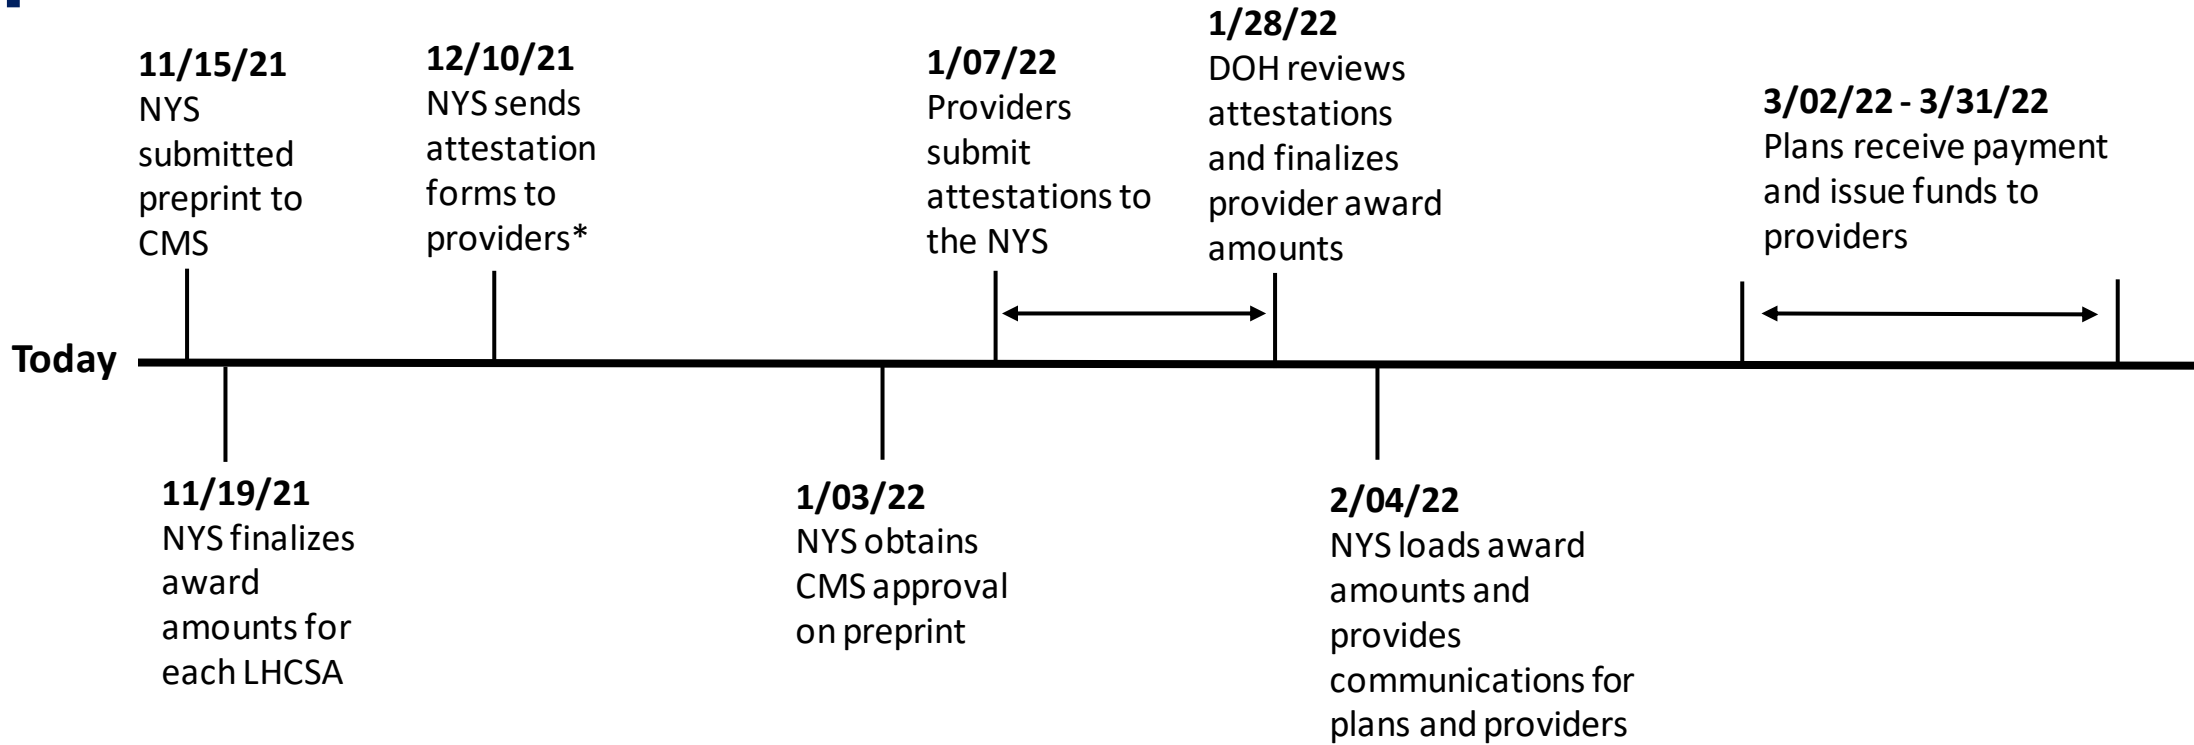 11/15/21
NYS
submitted
preprint to
CMS
12/10/21
NYS sends
attestation
forms to
providers*
1/07/22
Providers
submit
attestations to
the NYS
1/28/22
DOH reviews
attestations
and finalizes
provider award
amounts
3/02/22 - 3/31/22
Plans receive payment
and issue funds to
providers
Today
11/19/21
NYS finalizes
award
amounts for
each LHCSA
1/03/22
NYS obtains
CMS approval
on preprint
2/04/22
NYS loads award
amounts and
provides
communications for
plans and providers